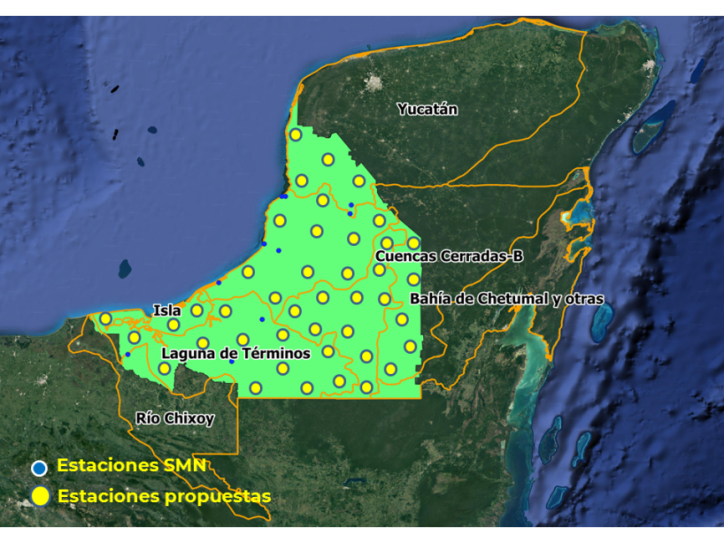 Yucatán
Cuencas Cerradas-B
Bahía de Chetumal y otras
Isla
Laguna de Términos
Río Chixoy
Estaciones SMN
Estaciones propuestas